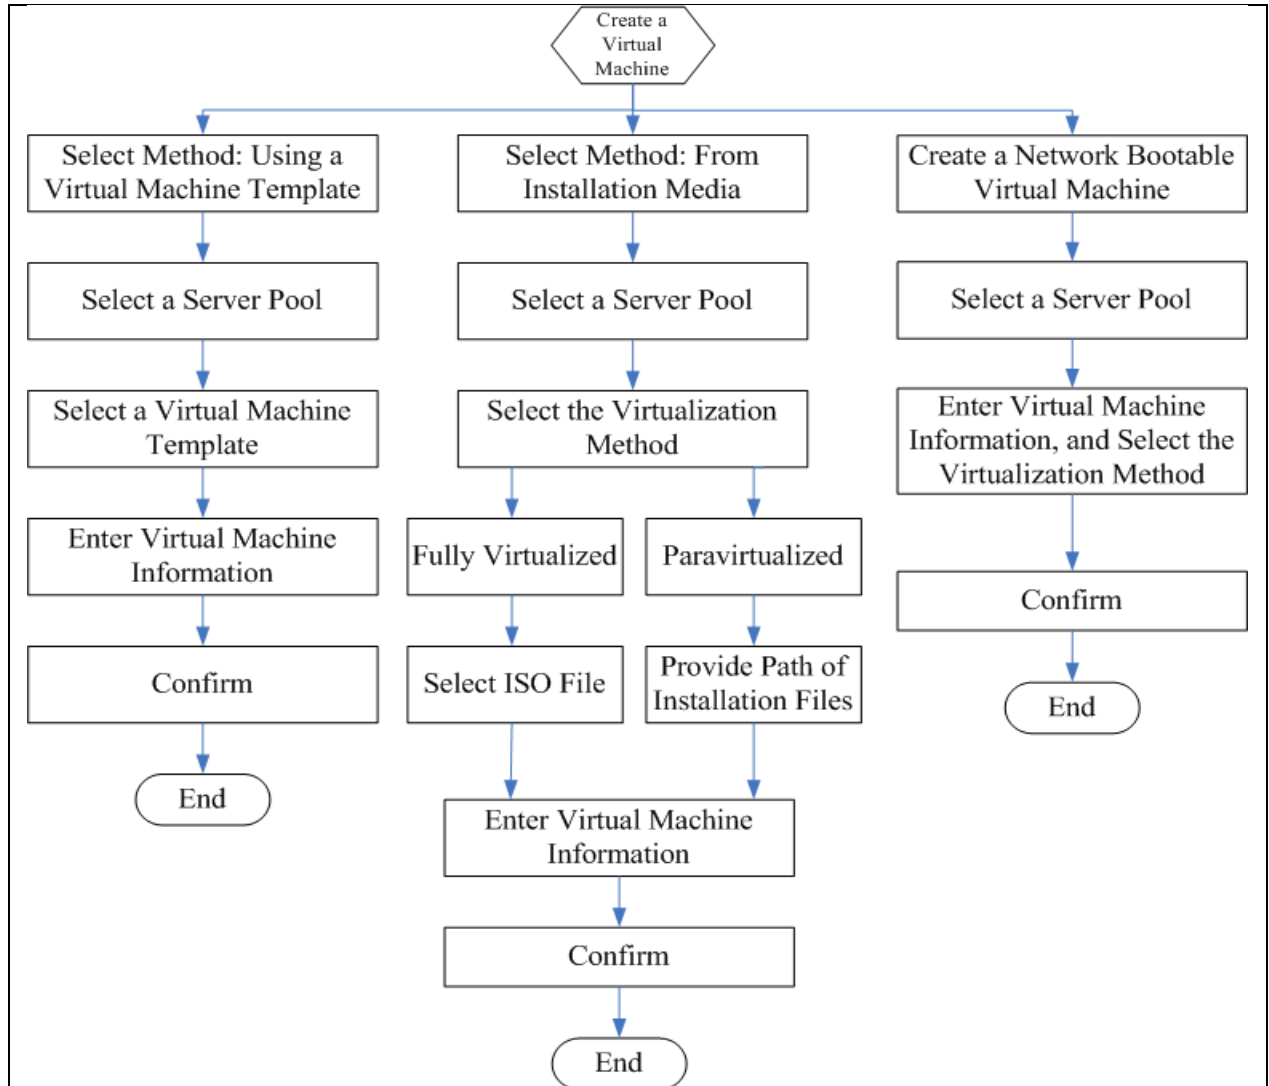 Create a
Virtual
Machine
Select Method: Using a
Virtual Machine Template
Select a Server Pool
Select a Virtual Machine
Template
Enter Virtual Machine
Information
Confirm
End
Select Method: From
Installation Media
Select a Server Pool
Select the Virtualization
Method
Fully Virtualized
Select ISO File
Paravirtualized
Provide Path of
Installation Files
Enter Virtual Machine
Information
Confirm
End
Create a Network Bootable
Virtual Machine
Select a Server Pool
Enter Virtual Machine
Information, and Select the
Virtualization Method
Confirm
End